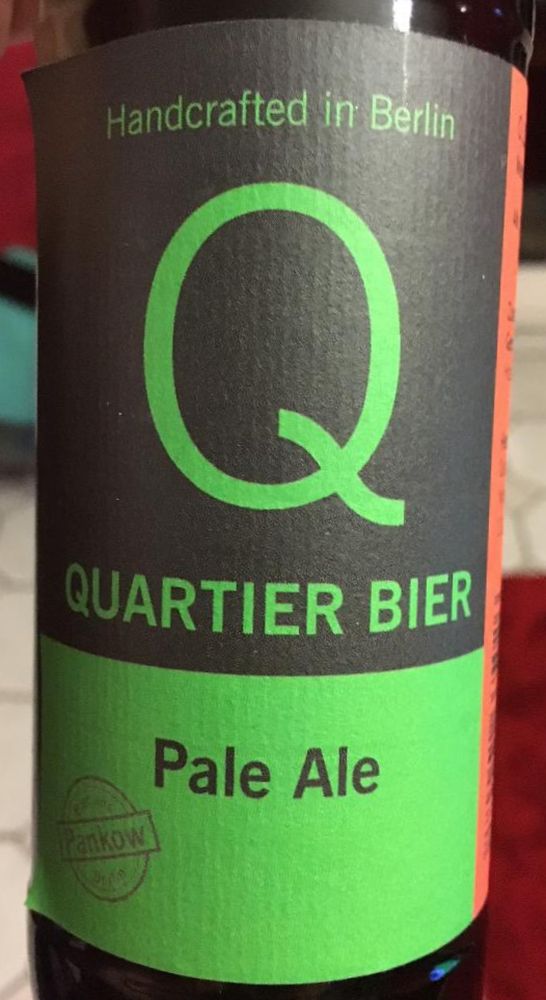 Handcrafted in Berlin
Q
QUARTIER BIER
Pale Ale
Pankow